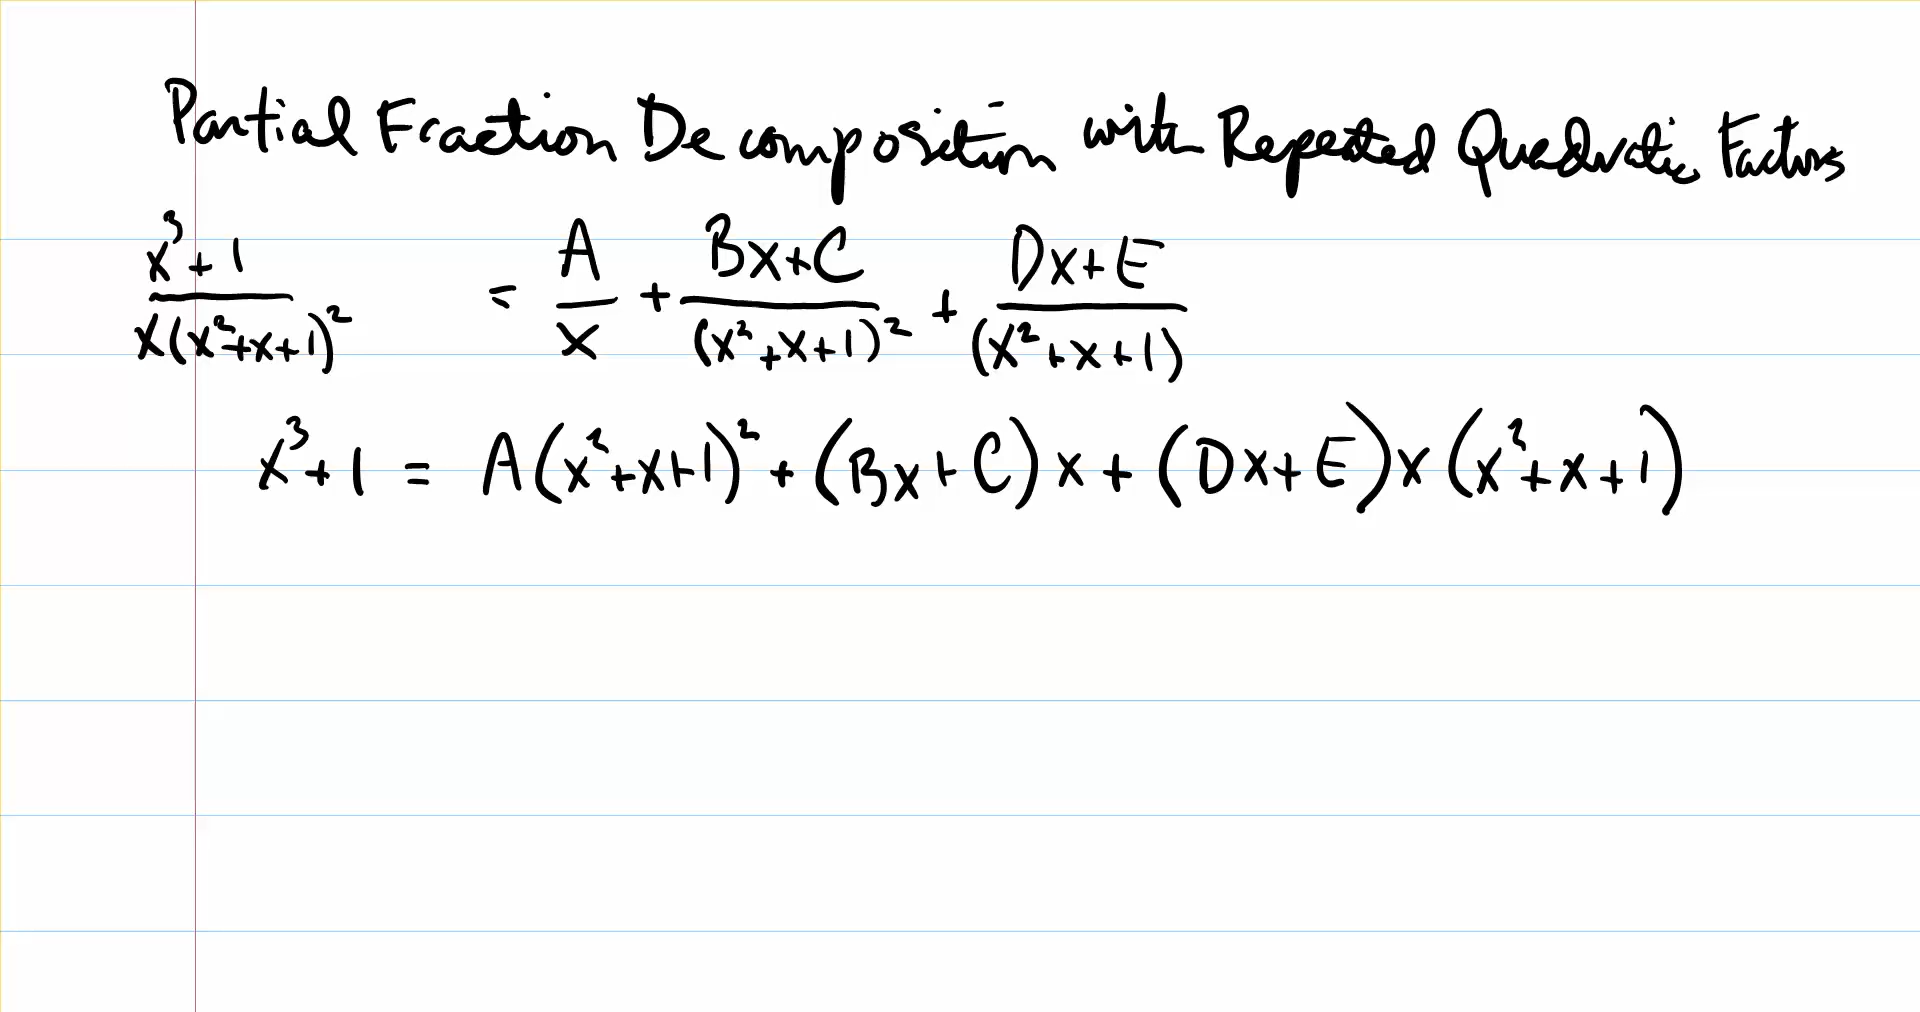 Partial Fraction Decomposition with Repeated Quadratic Factors
(x³+1)/(x(x²+x+1)²) = A/x + (Bx+C)/(x²+x+1)² + (Dx+E)/(x²+x+1)
x³+1 = A(x²+x+1)² + (Bx+C)x + (Dx+E)x(x²+x+1)